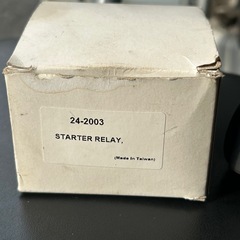 24-2003
STARTER RELAY,
(Made In Taiwan)